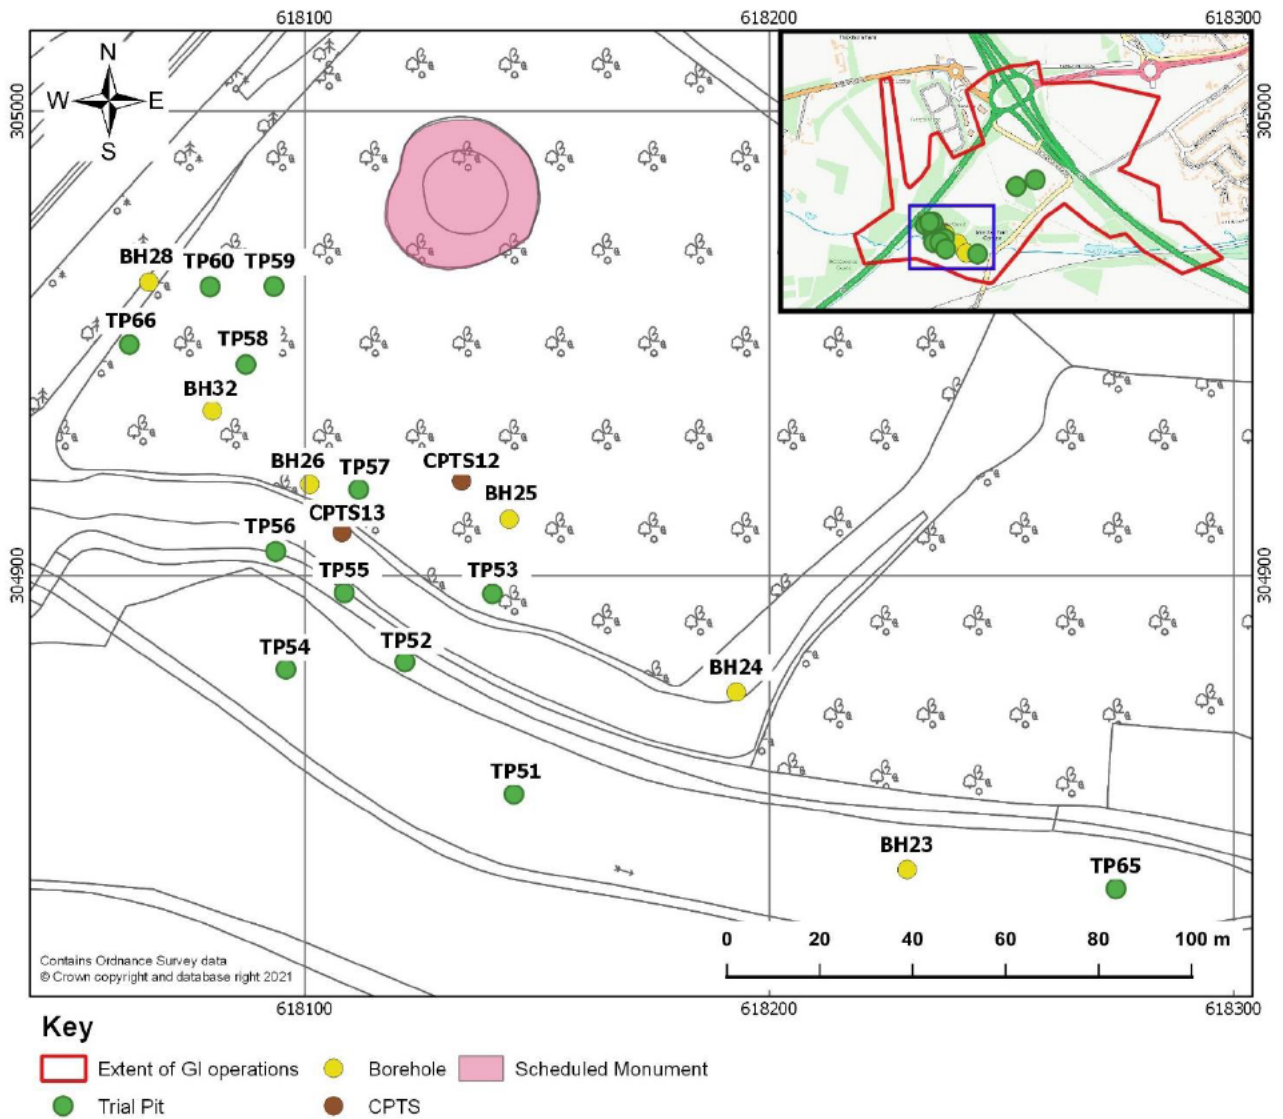 618100 618200 618300
N
W E
S
305000 305000
BH28 TP60 TP59
TP66
TP58
BH32
BH26 TP57 CPTS12
BH25
CPTS13
TP56
TP55 TP53
304900 304900
TP54 TP52
BH24
TP51
BH23
TP65
0 20 40 60 80 100 m
Contains Ordnance Survey data
© Crown copyright and database right 2021
618100 618200 618300
Key
Extent of GI operations Borehole Scheduled Monument
Trial Pit CPTS